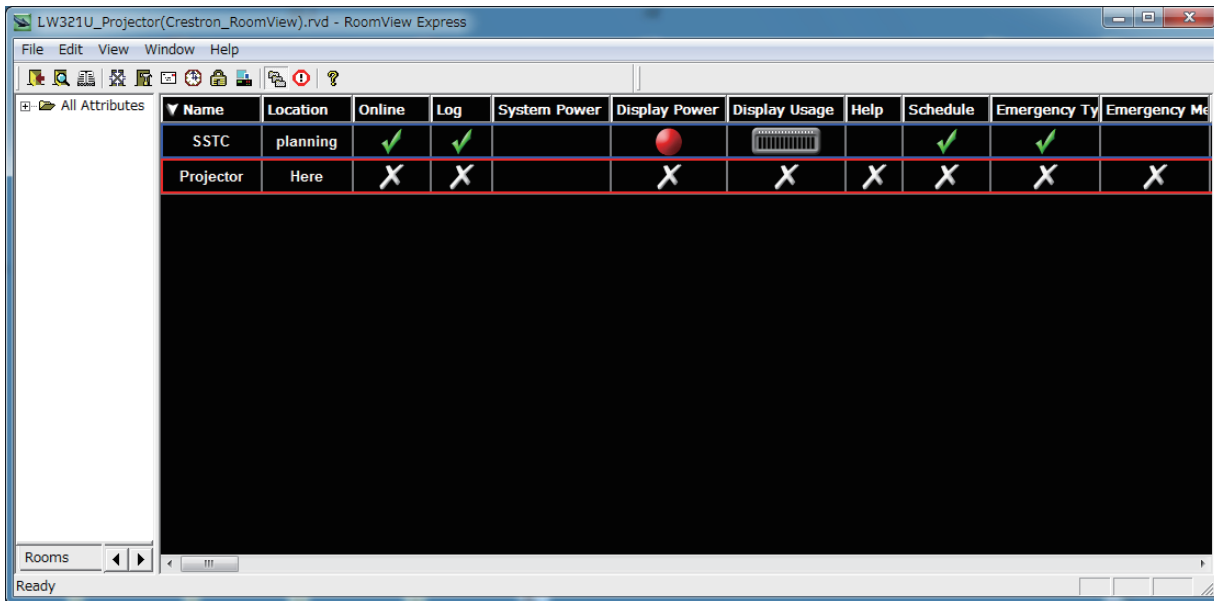 LW321U_Projector(Crestron_RoomView).rvd - RoomView Express
File Edit View Window Help
All Attributes
Name Location Online Log System Power Display Power Display Usage Help Schedule Emergency Ty Emergency Me
SSTC planning
Projector Here
Rooms
Ready